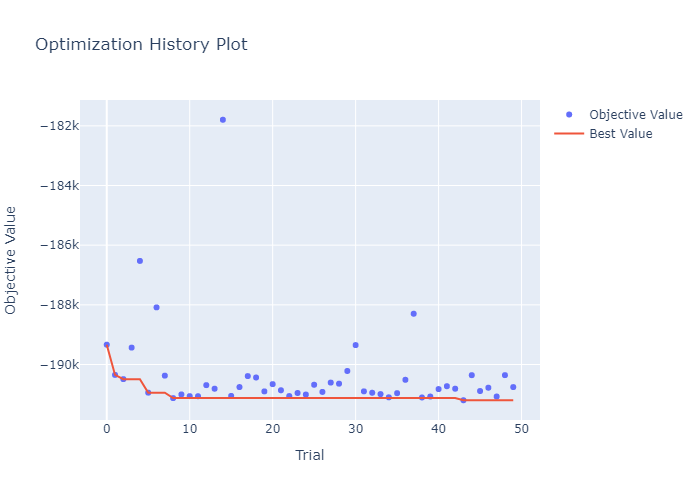 Optimization History Plot
Objective Value
Best Value
−182k
−184k
−186k
−188k
−190k
Objective Value
0
10
20
30
40
50
Trial